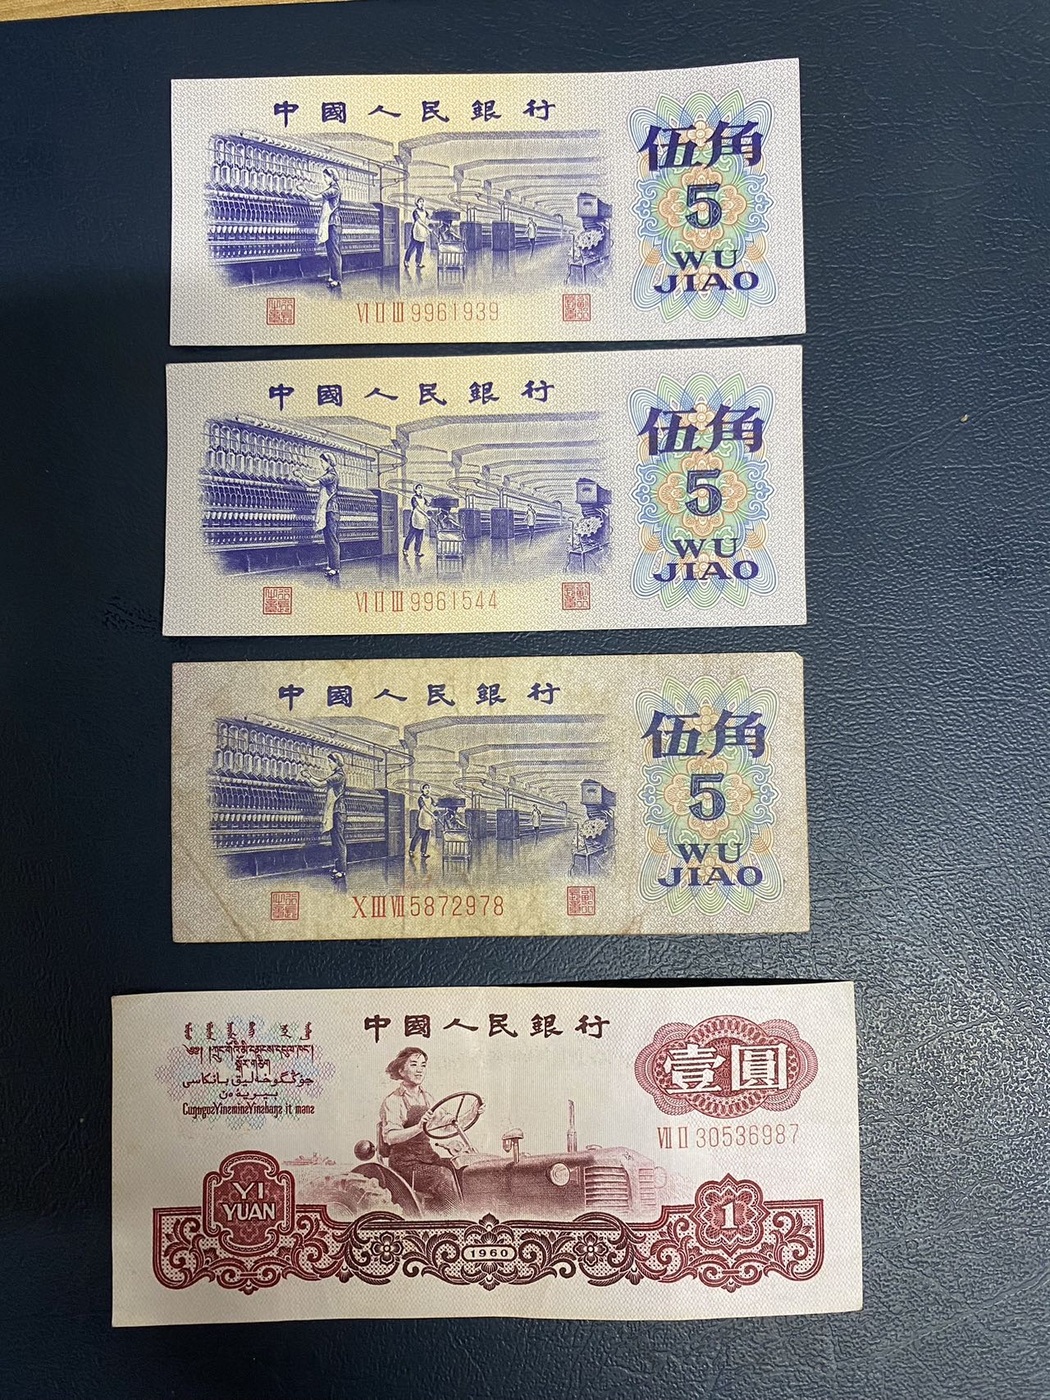 中國人民銀行
伍角
5
WU
JIAO
VI II III 9961939
中國人民銀行
伍角
5
WU
JIAO
VI II III 9961544
中國人民銀行
伍角
5
WU
JIAO
X III VII 5872978
中國人民銀行
壹圓
VII II 30536987
YI
YUAN
1
1960